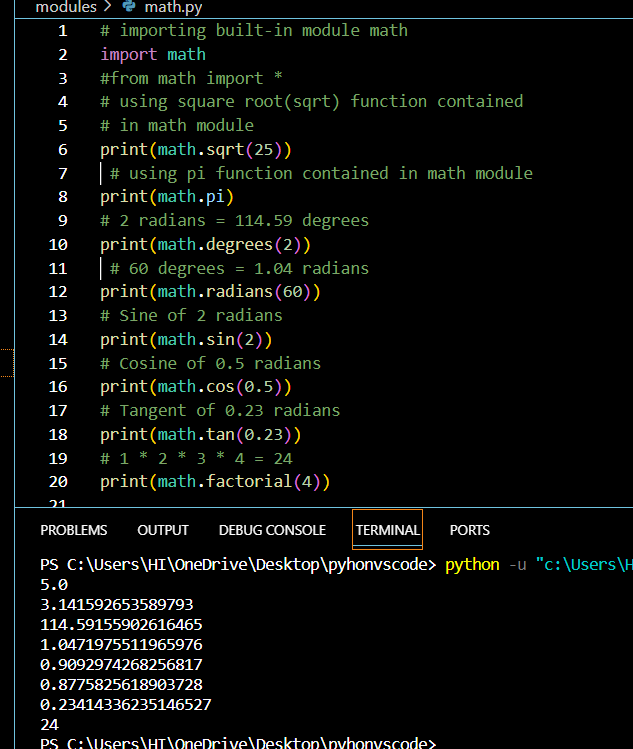 modules > math.py
1 # importing built-in module math
2 import math
3 #from math import *
4 # using square root(sqrt) function contained
5 # in math module
6 print(math.sqrt(25))
7 # using pi function contained in math module
8 print(math.pi)
9 # 2 radians = 114.59 degrees
10 print(math.degrees(2))
11 # 60 degrees = 1.04 radians
12 print(math.radians(60))
13 # Sine of 2 radians
14 print(math.sin(2))
15 # Cosine of 0.5 radians
16 print(math.cos(0.5))
17 # Tangent of 0.23 radians
18 print(math.tan(0.23))
19 # 1 * 2 * 3 * 4 = 24
20 print(math.factorial(4))
21
PROBLEMS OUTPUT DEBUG CONSOLE TERMINAL PORTS
PS C:\Users\HI\OneDrive\Desktop\pyhonvscode> python -u "c:\Users\H
5.0
3.141592653589793
114.59155902616465
1.0471975511965976
0.9092974268256817
0.8775825618903728
0.23414336235146527
24
PS C:\Users\HI\OneDrive\Desktop\pyhonvscode>